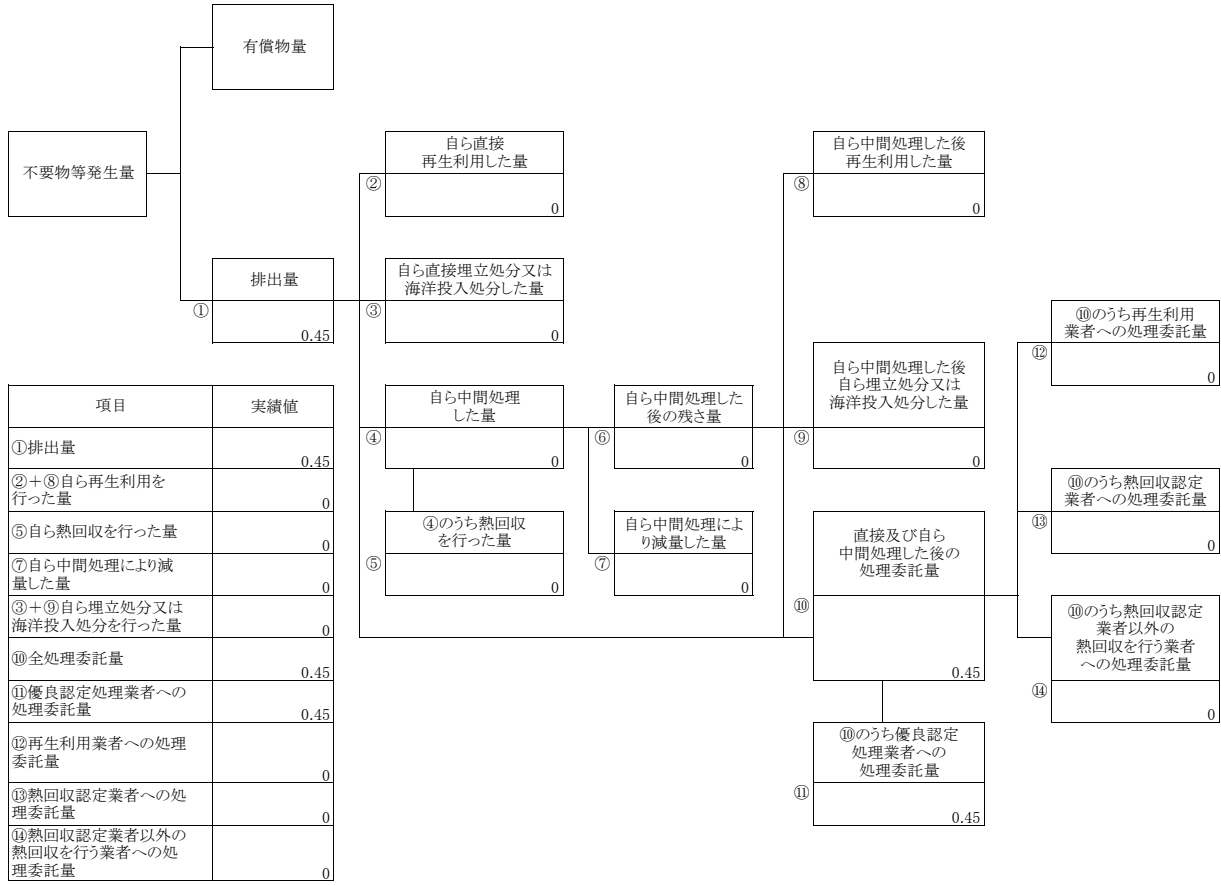 有償物量
不要物等発生量
自ら直接
再生利用した量
②
0
自ら中間処理した後
再生利用した量
⑧
0
排出量
①
0.45
自ら直接埋立処分又は
海洋投入処分した量
③
0
⑩のうち再生利用
業者への処理委託量
⑫
0
自ら中間処理
した量
④
0
自ら中間処理した
後の残さ量
⑥
0
自ら中間処理した後
自ら埋立処分又は
海洋投入処分した量
⑨
0
⑩のうち熱回収認定
業者への処理委託量
⑬
0
④のうち熱回収
を行った量
⑤
0
自ら中間処理によ
り減量した量
⑦
0
直接及び自ら
中間処理した後の
処理委託量
⑩
0.45
⑩のうち熱回収認定
業者以外の
熱回収を行う業者
への処理委託量
⑭
0
⑩のうち優良認定
処理業者への
処理委託量
⑪
0.45
項目 実績値
①排出量
0.45
②+⑧自ら再生利用を
行った量
0
⑤自ら熱回収を行った量
0
⑦自ら中間処理により減
量した量
0
③+⑨自ら埋立処分又は
海洋投入処分を行った量
0
⑩全処理委託量
0.45
⑪優良認定処理業者への
処理委託量
0.45
⑫再生利用業者への処理
委託量
0
⑬熱回収認定業者への処
理委託量
0
⑭熱回収認定業者以外の
熱回収を行う業者への処
理委託量
0